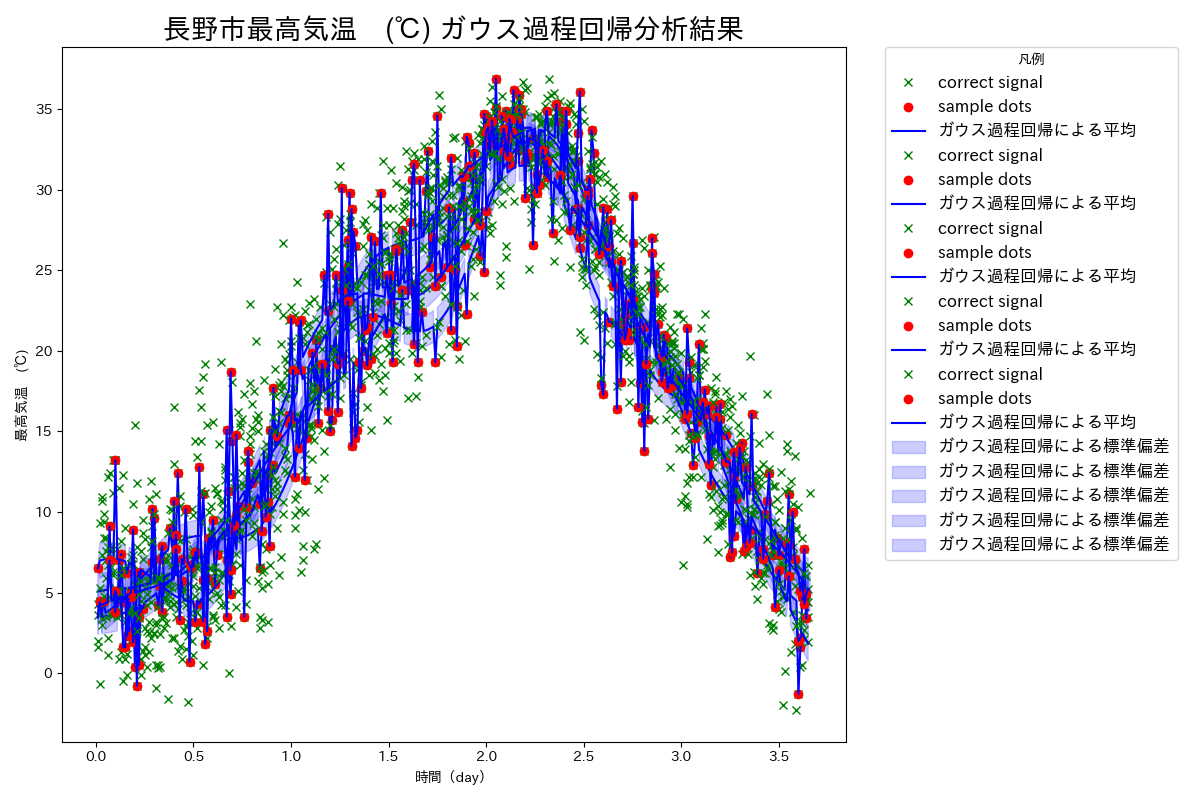 長野市最高気温　(℃) ガウス過程回帰分析結果
最高気温　(℃)
35
30
25
20
15
10
5
0
0.0 0.5 1.0 1.5 2.0 2.5 3.0 3.5
時間（day）
凡例
correct signal
sample dots
ガウス過程回帰による平均
correct signal
sample dots
ガウス過程回帰による平均
correct signal
sample dots
ガウス過程回帰による平均
correct signal
sample dots
ガウス過程回帰による平均
correct signal
sample dots
ガウス過程回帰による平均
ガウス過程回帰による標準偏差
ガウス過程回帰による標準偏差
ガウス過程回帰による標準偏差
ガウス過程回帰による標準偏差
ガウス過程回帰による標準偏差